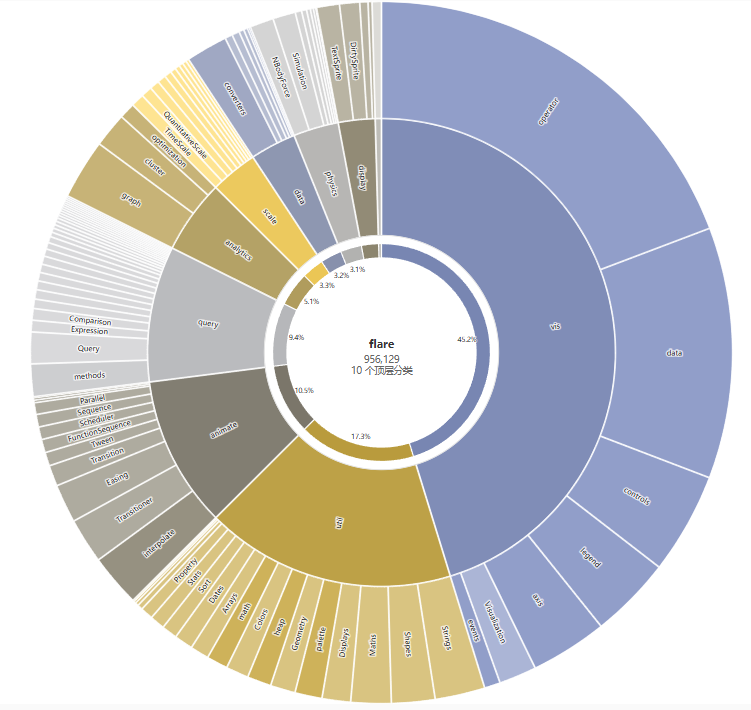 flare
956,129
10 个顶层分类
45.2%
17.3%
10.5%
9.4%
5.1%
3.3%
3.2%
3.1%
vis
util
animate
query
analytics
scale
data
physics
display
operator
data
controls
legend
axis
Visualization
events
Strings
Shapes
Maths
Displays
palette
Geometry
heap
Colors
math
Arrays
Dates
Sort
Stats
Property
interpolate
Transitioner
Easing
Transition
Tween
FunctionSequence
Scheduler
Sequence
Parallel
methods
Query
Expression
Comparison
graph
cluster
optimization
TimeScale
QuantitativeScale
converters
NBodyForce
Simulation
TextSprite
DirtySprite